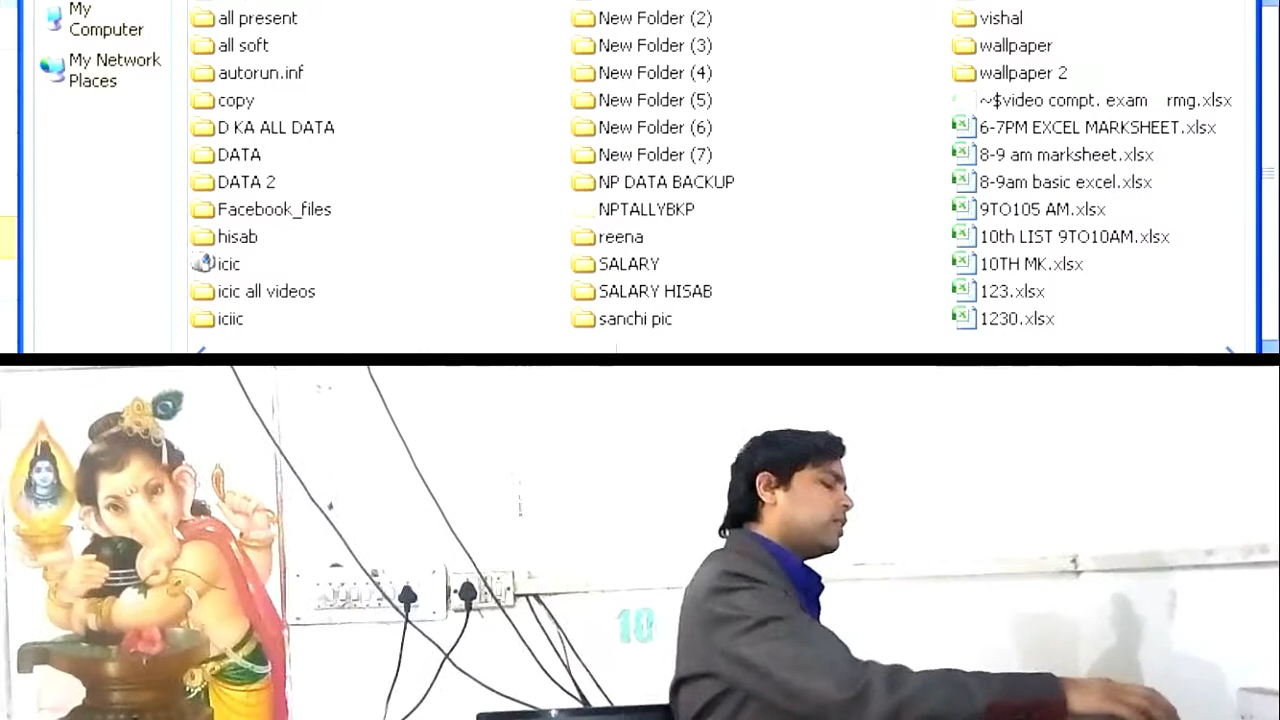 My
Computer
My Network
Places
all present
all soft
autorun.inf
copy
D KA ALL DATA
DATA
DATA 2
Facebook_files
hisab
icic
icic all videos
iciic
New Folder (2)
New Folder (3)
New Folder (4)
New Folder (5)
New Folder (6)
New Folder (7)
NP DATA BACKUP
NPTALLYBKP
reena
SALARY
SALARY HISAB
sanchi pic
vishal
wallpaper
wallpaper 2
~$video compt. exam rmg.xlsx
6-7PM EXCEL MARKSHEET.xlsx
8-9 am marksheet.xlsx
8-9am basic excel.xlsx
9TO105 AM.xlsx
10th LIST 9TO10AM.xlsx
10TH MK.xlsx
123.xlsx
1230.xlsx
10